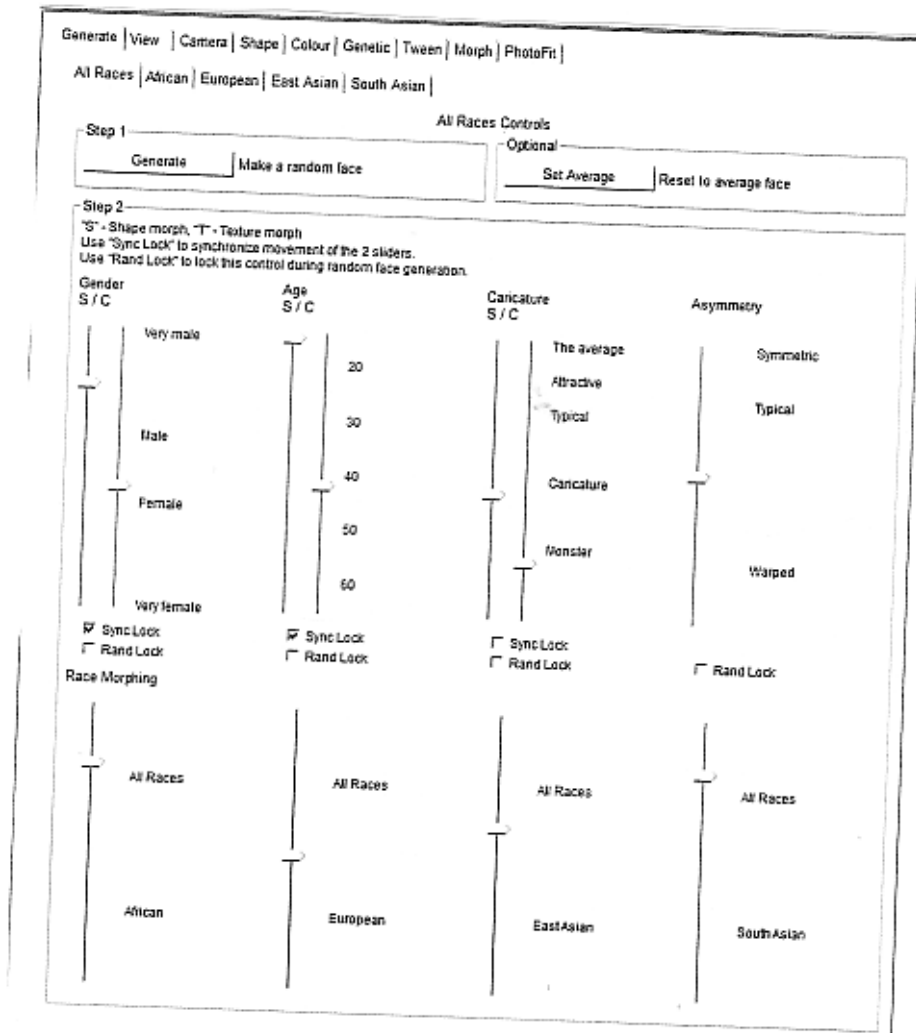 Generate | View | Camera | Shape | Colour | Genetic | Tween | Morph | PhotoFit |
All Races | African | European | East Asian | South Asian |
All Races Controls
Step 1
Generate Make a random face
Optional
Set Average Reset to average face
Step 2
"S" - Shape morph, "T" - Texture morph
Use "Sync Lock" to synchronize movement of the 2 sliders.
Use "Rand Lock" to lock this control during random face generation.
Gender
S / C
Very male
Male
Female
Very female
Sync Lock
Rand Lock
Age
S / C
20
30
40
50
60
Sync Lock
Rand Lock
Caricature
S / C
The average
Attractive
Typical
Caricature
Monster
Sync Lock
Rand Lock
Asymmetry
Symmetric
Typical
Warped
Rand Lock
Race Morphing
All Races
African
All Races
European
All Races
East Asian
All Races
South Asian